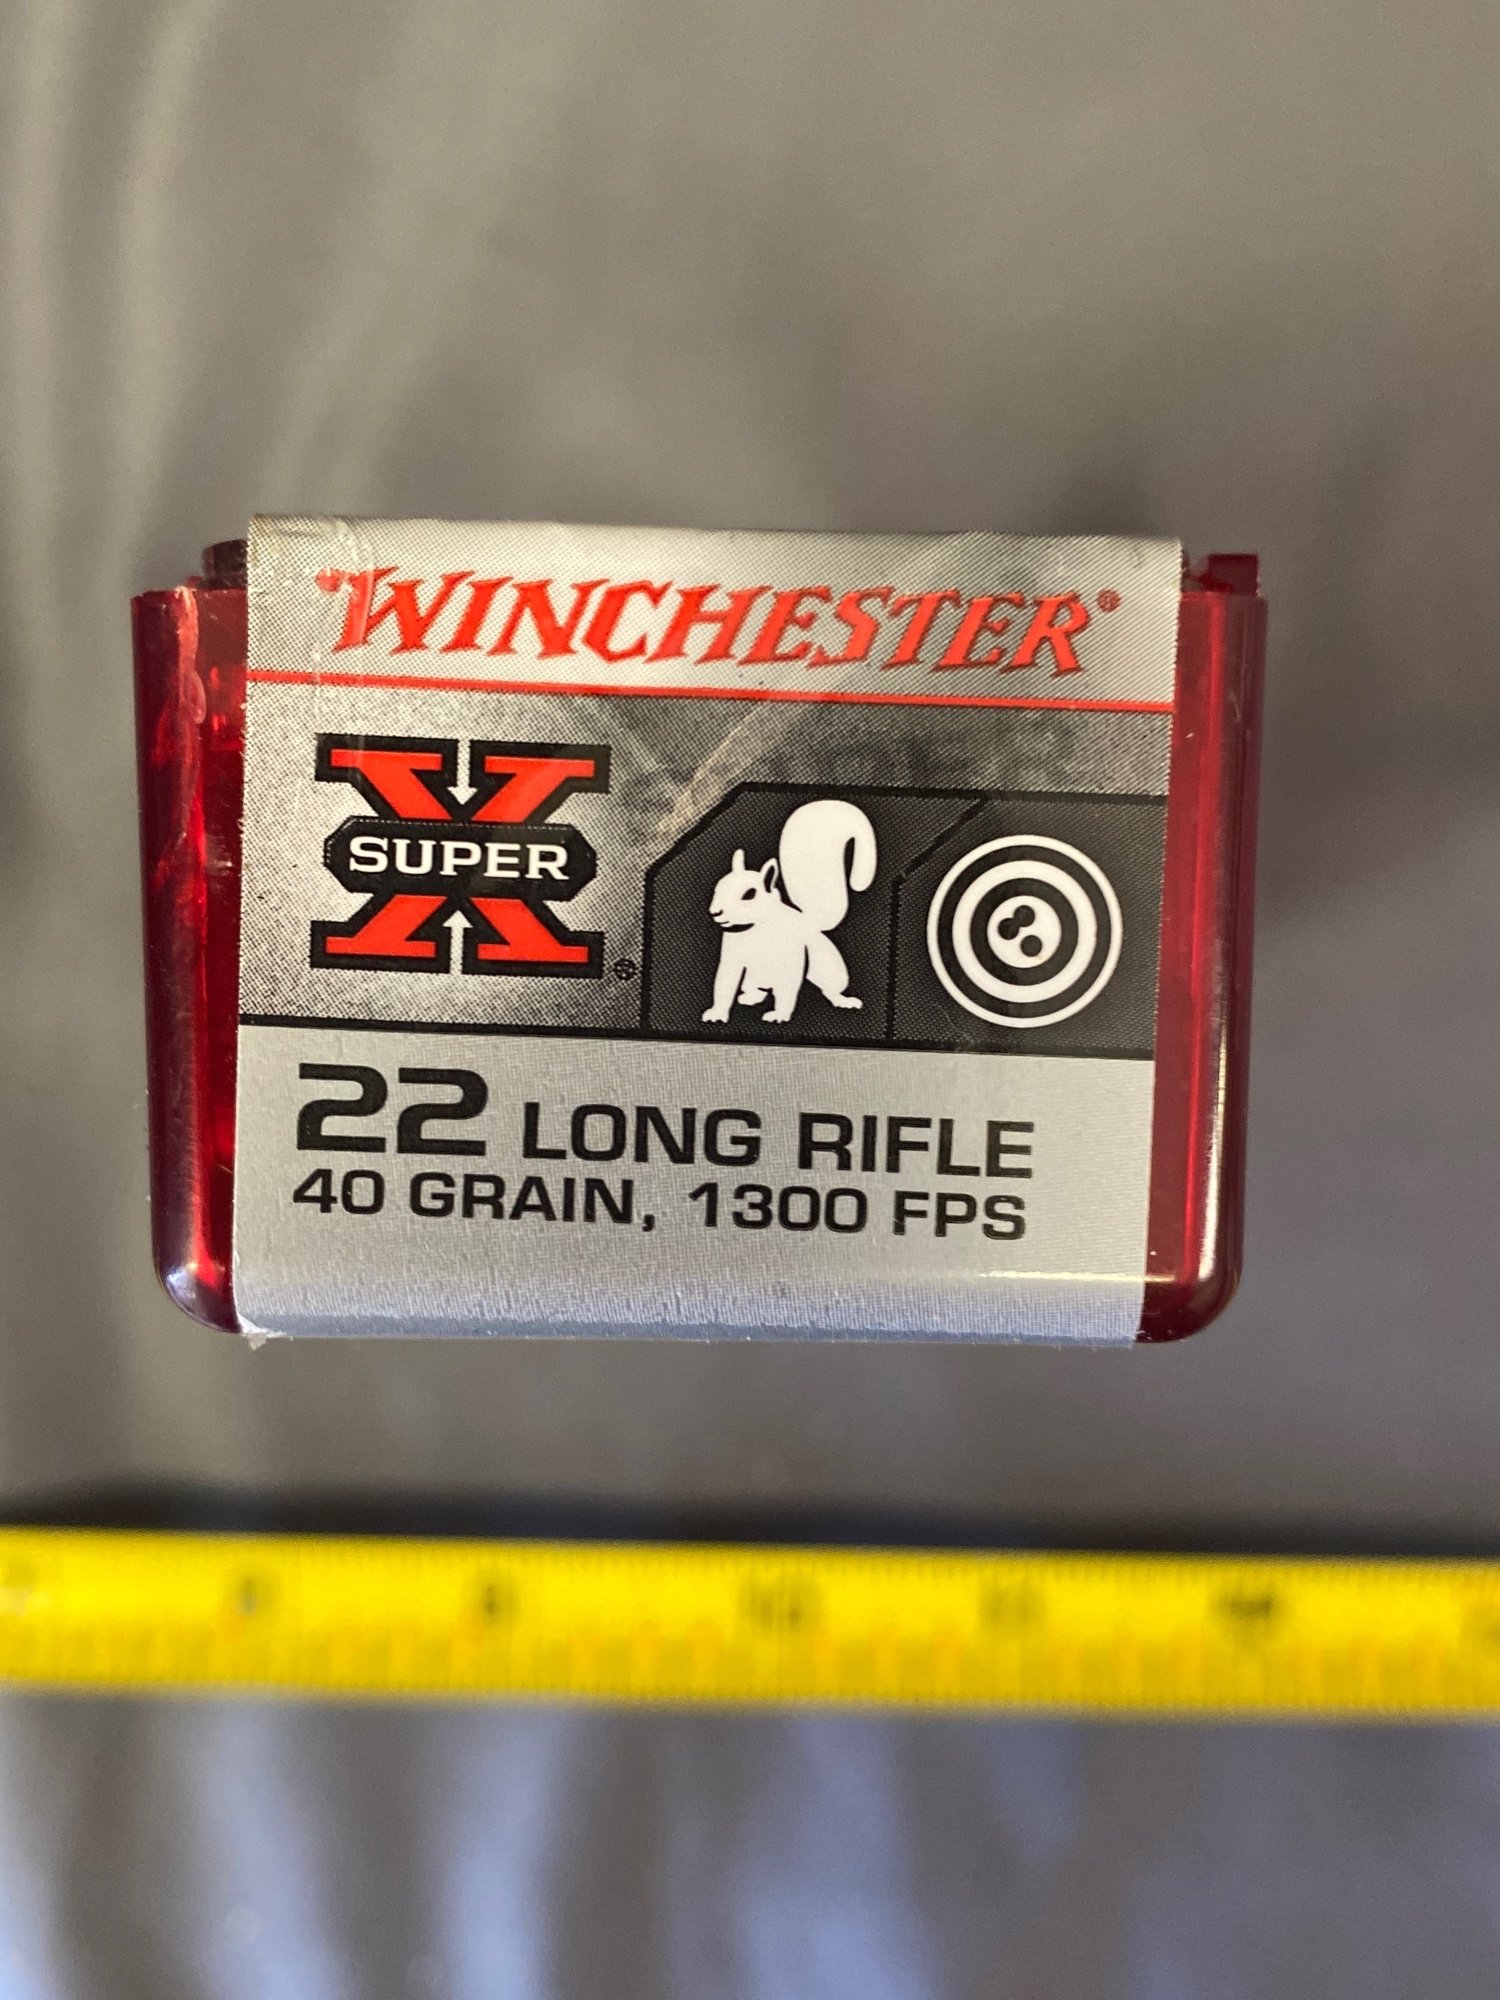 WINCHESTER®
SUPER X®
22 LONG RIFLE
40 GRAIN, 1300 FPS